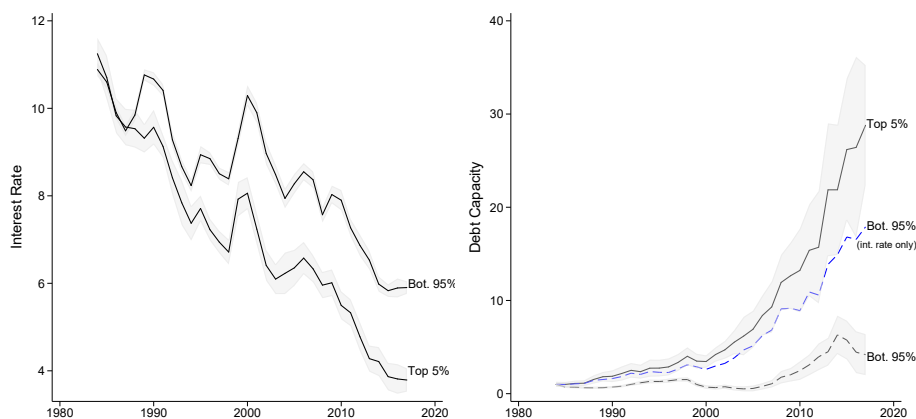 Interest Rate
12
10
8
6
4
1980
1990
2000
2010
2020
Bot. 95%
Top 5%
Debt Capacity
40
30
20
10
0
1980
1990
2000
2010
2020
Top 5%
Bot. 95%
(int. rate only)
Bot. 95%